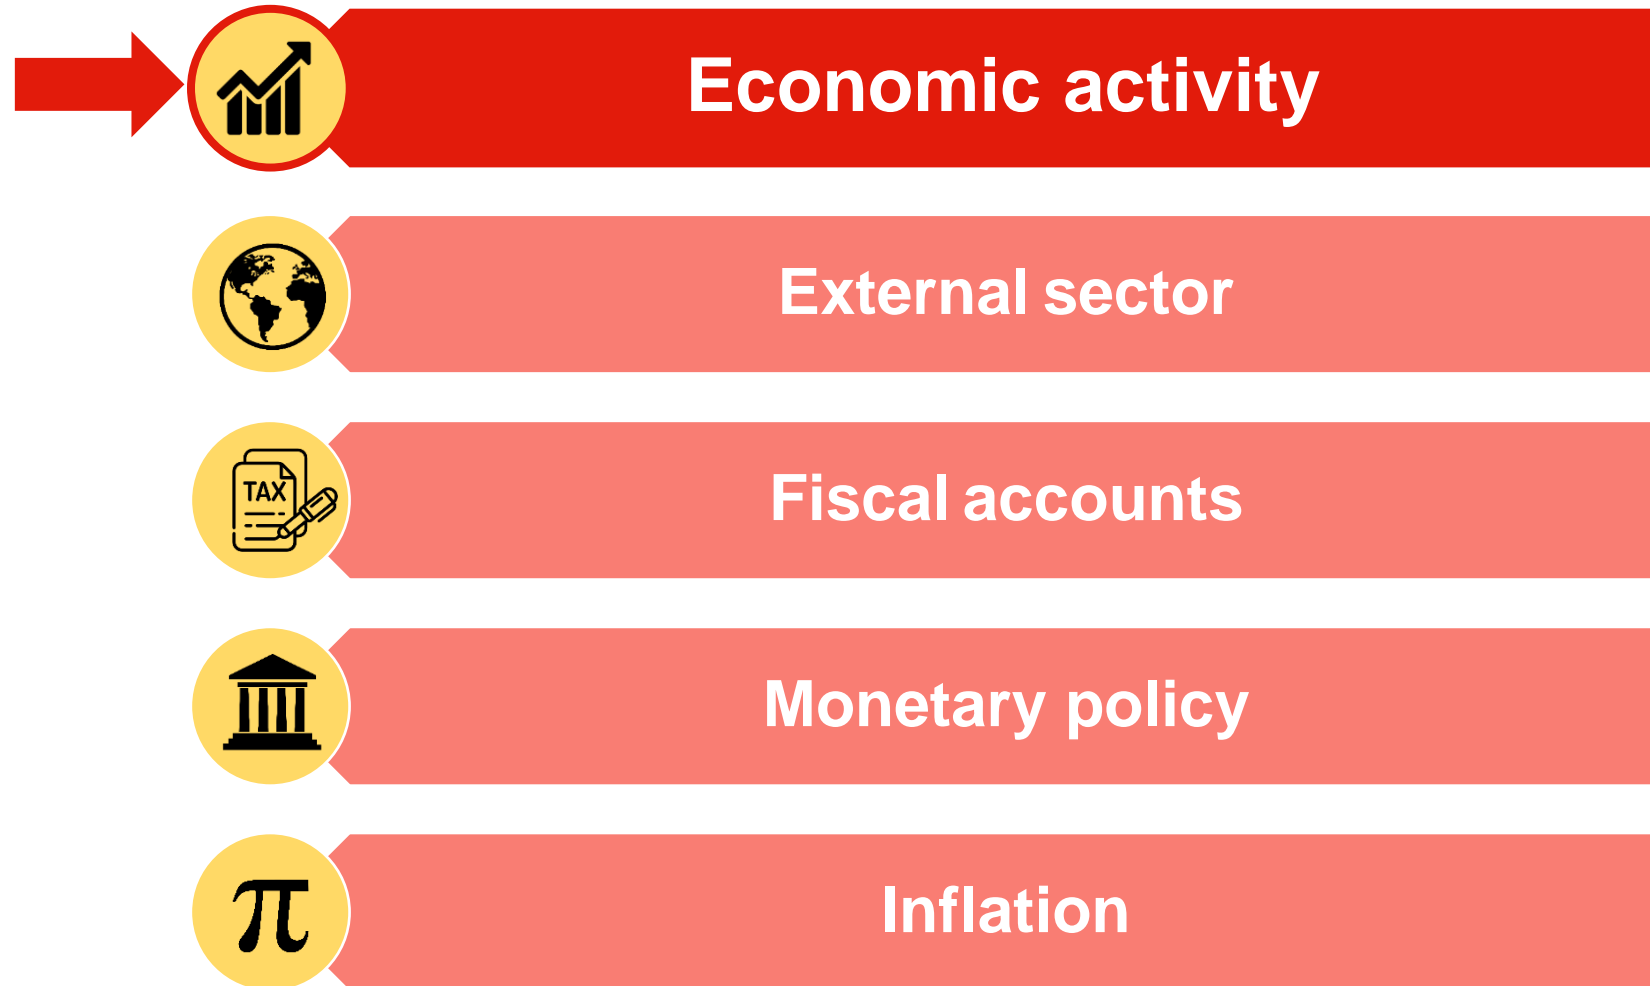 Economic activity
External sector
TAX
Fiscal accounts
Monetary policy
π
Inflation